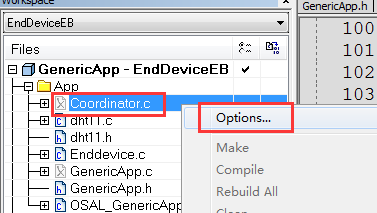 Workspace
EndDeviceEB
GenericApp.h
Files
GenericApp - EndDeviceEB
App
Coordinator.c
dht11.c
dht11.h
Enddevice.c
GenericApp.c
GenericApp.h
OSAL_GenericApp
100
101
102
103
Options...
Make
Compile
Rebuild All
Clean